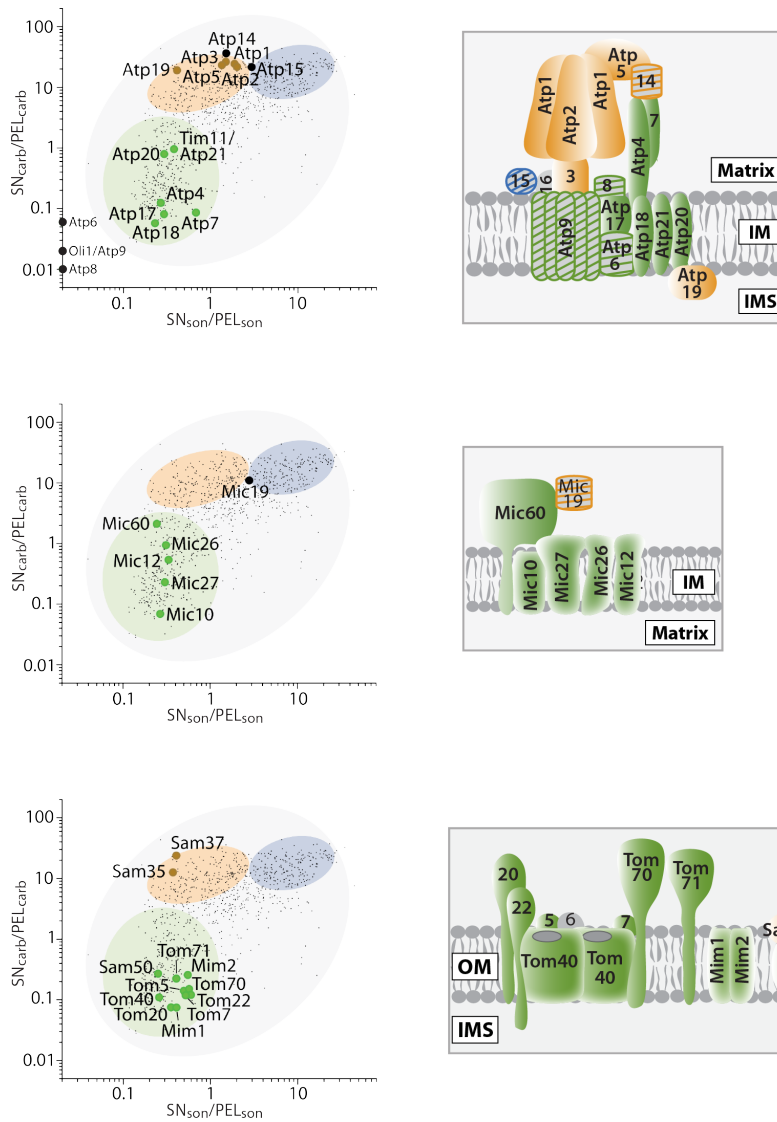 100
10
1
0.1
0.01
SNcarb/PELcarb
Atp14
Atp3
Atp1
Atp19
Atp5
Atp2
Atp15
Tim11/
Atp20
Atp21
Atp4
Atp17
Atp18
Atp7
Atp6
Oli1/Atp9
Atp8
0.1
1
10
SNson/PELson
Atp1
Atp2
Atp1
Atp
5
14
7
Atp4
15
16
3
8
Atp9
Atp
17
Atp
6
Atp18
Atp21
Atp20
Atp
19
Matrix
IM
IMS
100
10
1
0.1
0.01
SNcarb/PELcarb
Mic19
Mic60
Mic26
Mic12
Mic27
Mic10
0.1
1
10
SNson/PELson
Mic60
Mic
19
Mic10
Mic27
Mic26
Mic12
IM
Matrix
100
10
1
0.1
0.01
SNcarb/PELcarb
Sam37
Sam35
Tom71
Sam50
Mim2
Tom5
Tom70
Tom40
Tom22
Tom20
Tom7
Mim1
0.1
1
10
SNson/PELson
20
22
5
6
7
Tom
70
Tom
71
Tom40
Tom
40
Mim1
Mim2
Sa
OM
IMS